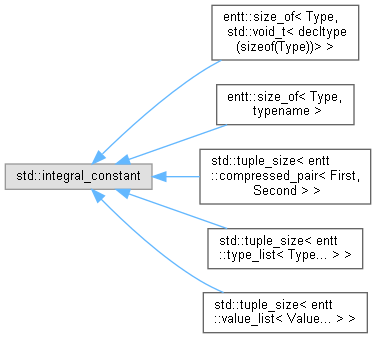 entt::size_of< Type,
std::void_t< decltype
(sizeof(Type))> >
entt::size_of< Type,
typename >
std::integral_constant
std::tuple_size< entt
::compressed_pair< First,
Second > >
std::tuple_size< entt
::type_list< Type... > >
std::tuple_size< entt
::value_list< Value... > >